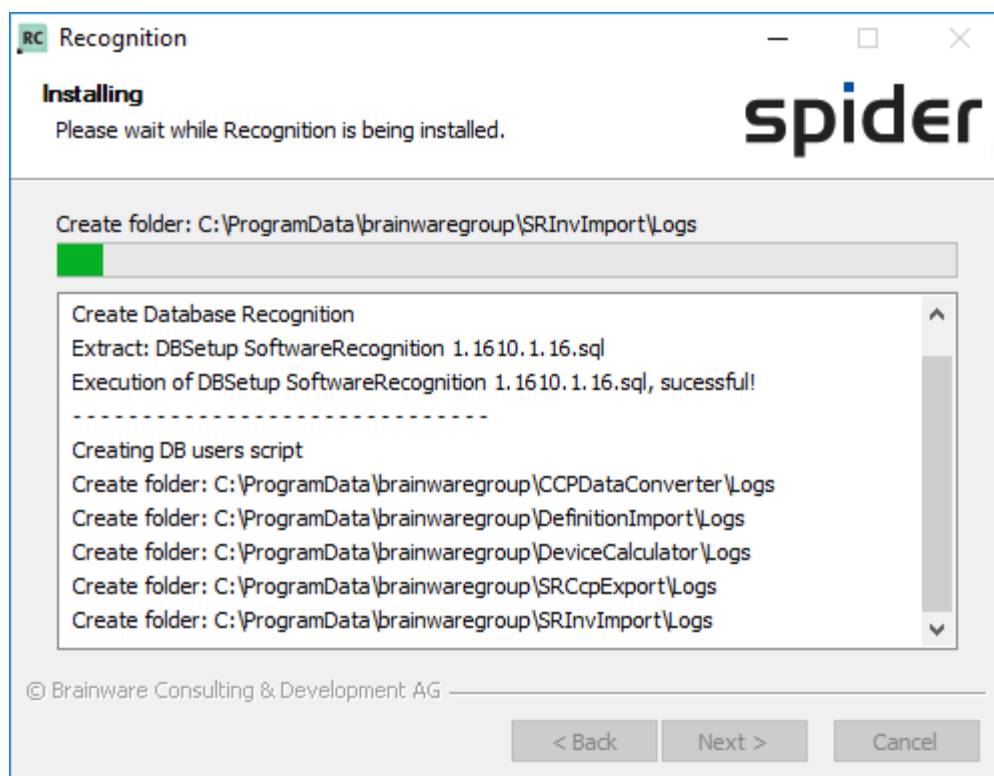 RC Recognition
Installing
Please wait while Recognition is being installed.
spider
Create folder: C:\ProgramData\brainwaregroup\SRInvImport\Logs
Create Database Recognition
Extract: DBSetup SoftwareRecognition 1.1610.1.16.sql
Execution of DBSetup SoftwareRecognition 1.1610.1.16.sql, sucessful!
- - - - - - - - - - - - - - - - - - - - - - - - - - - - - -
Creating DB users script
Create folder: C:\ProgramData\brainwaregroup\CCPDataConverter\Logs
Create folder: C:\ProgramData\brainwaregroup\DefinitionImport\Logs
Create folder: C:\ProgramData\brainwaregroup\DeviceCalculator\Logs
Create folder: C:\ProgramData\brainwaregroup\SRCcpExport\Logs
Create folder: C:\ProgramData\brainwaregroup\SRInvImport\Logs
© Brainware Consulting & Development AG
< Back Next > Cancel